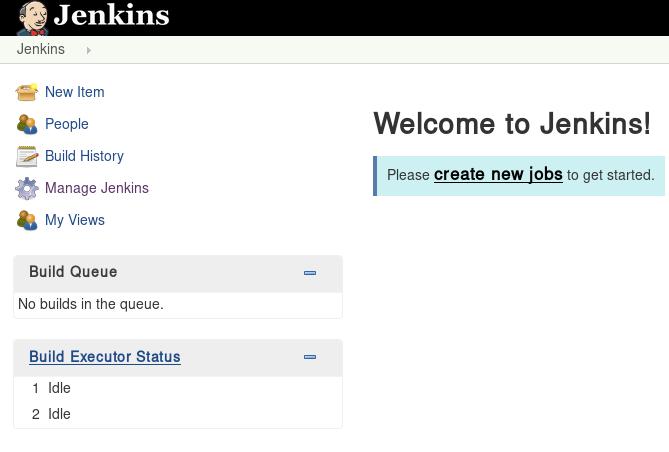 Jenkins
Jenkins
New Item
People
Build History
Manage Jenkins
My Views
Welcome to Jenkins!
Please create new jobs to get started.
Build Queue
No builds in the queue.
Build Executor Status
1 Idle
2 Idle